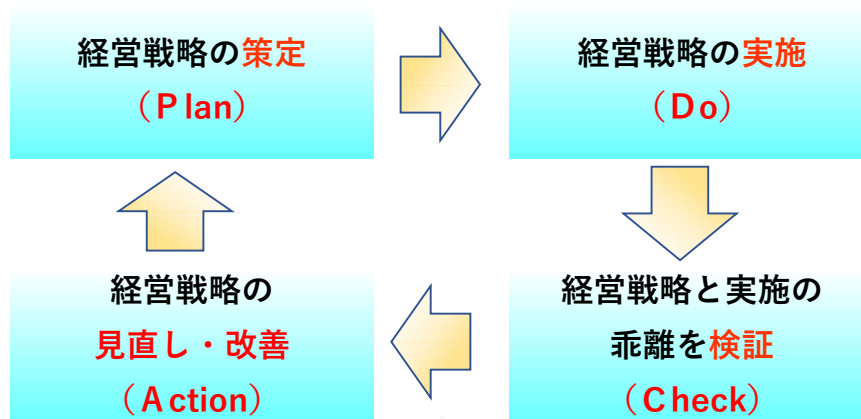 経営戦略の策定
（Plan）
経営戦略の実施
（Do）
経営戦略と実施の
乖離を検証
（Check）
経営戦略の
見直し・改善
（Action）